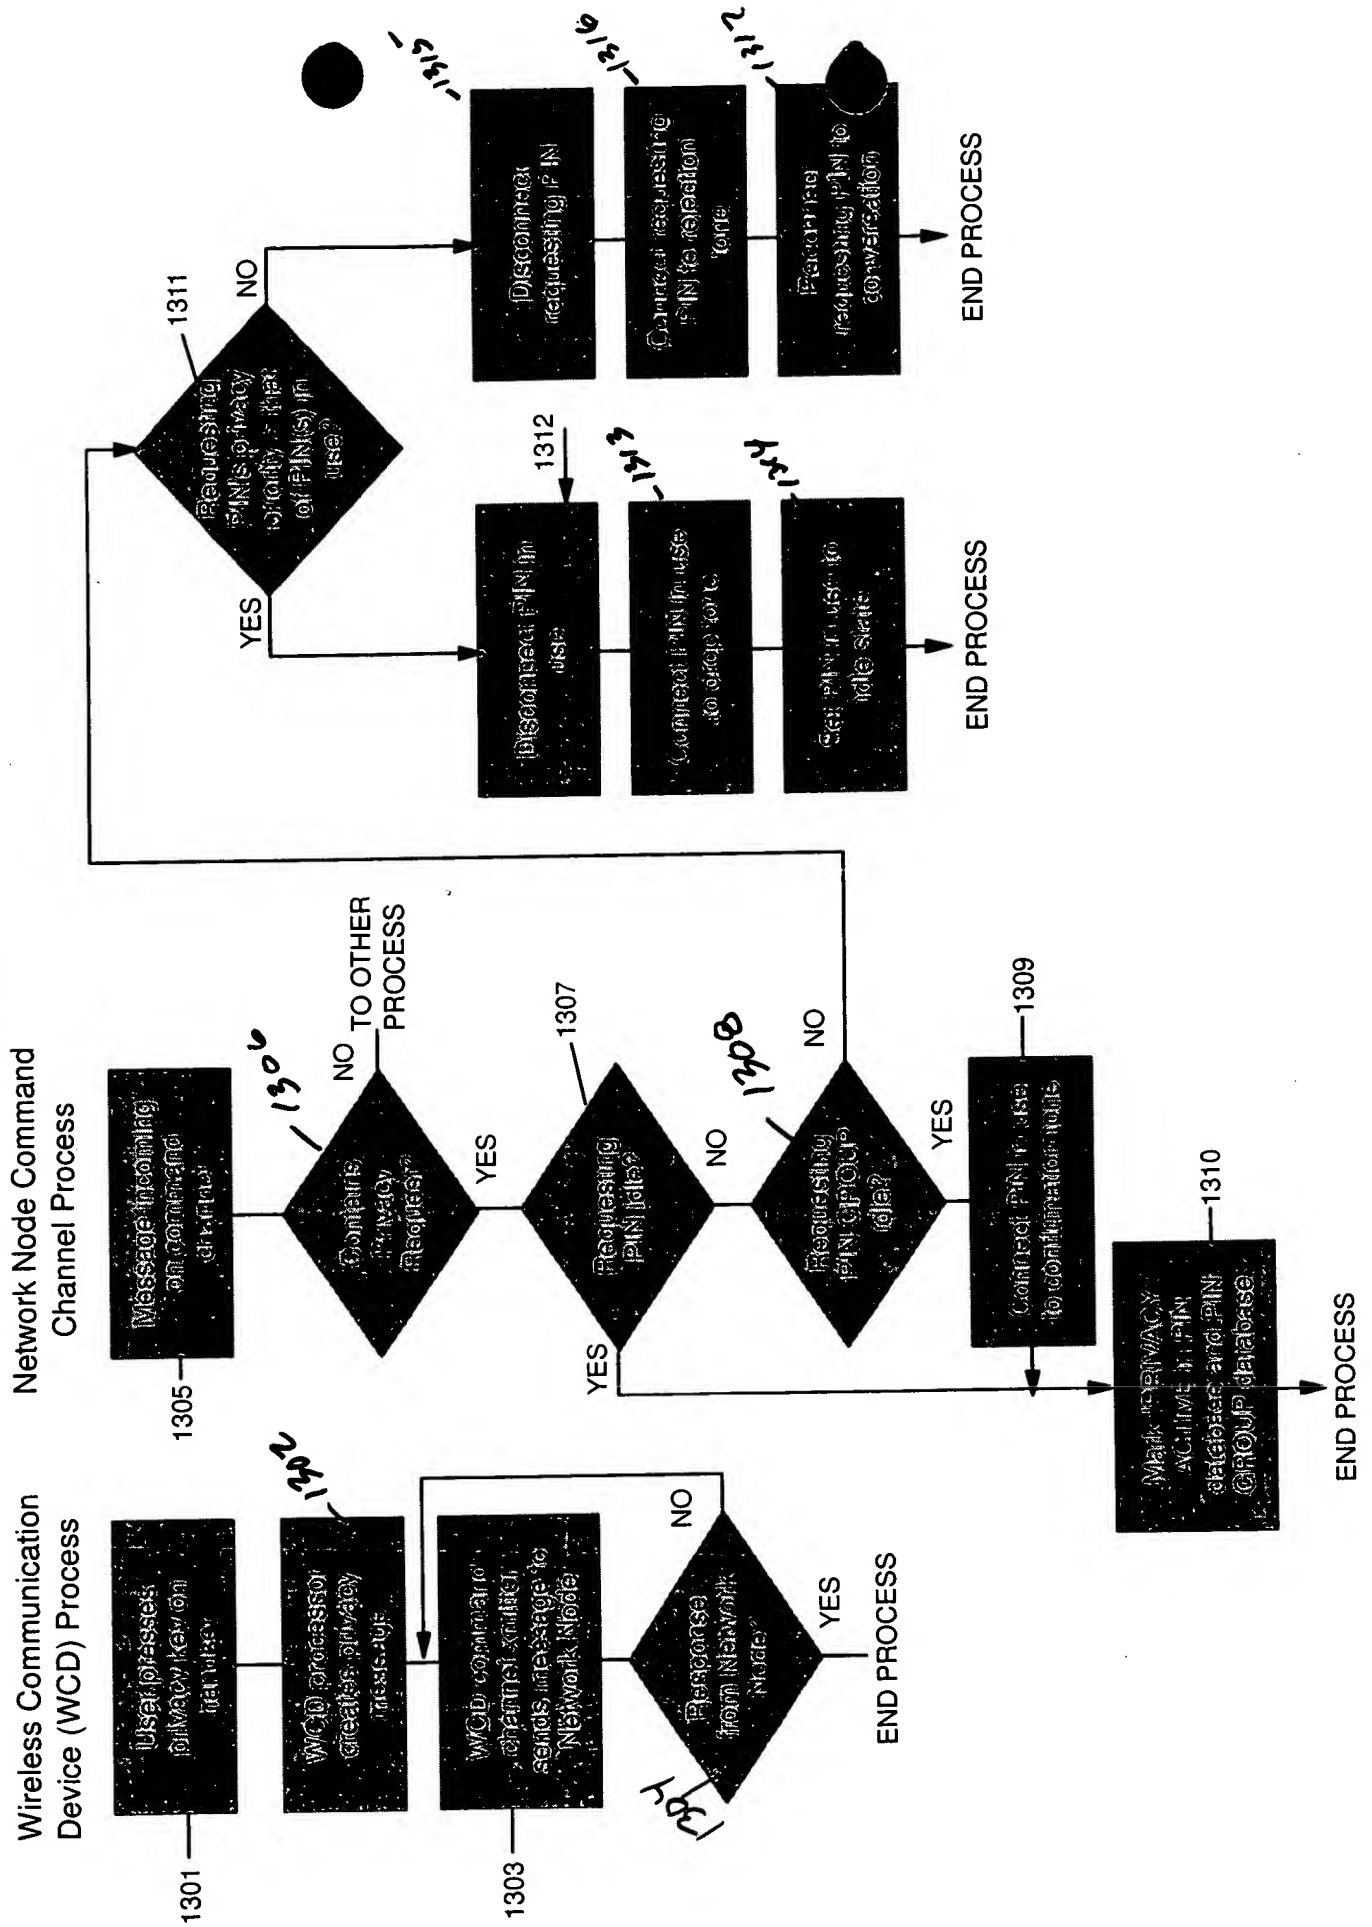 Wireless Communication
Device (WCD) Process
1301
User presses
privacy key on
handset
1302
WCD processor
creates privacy
message
1303
WCD command
channel xmitter
sends message to
Network Node
1304
Response
from Network
Node?
NO
YES
END PROCESS
Network Node Command
Channel Process
1305
Message incoming
on command
channel
1306
Contains
Privacy
Request?
NO
TO OTHER
PROCESS
YES
1307
Requesting
PIN idle?
YES
NO
1308
Requesting
PIN GROUP
idle?
NO
YES
1309
Connect PIN in use
to confirmation tone
1310
Mark "PRIVACY
ACTIVE in PIN
database and PIN
GROUP database
END PROCESS
1311
Requesting
PIN's privacy
priority > that
of PIN(s) in
use?
YES
NO
1312
Disconnect PIN in
use
1313
Connect PIN in use
to drop tone
Set PIN in use to
idle state
END PROCESS
1315
Disconnect
requesting PIN
1316
Connect requesting
PIN to rejection
tone
1317
requesting PIN to
conversation
END PROCESS